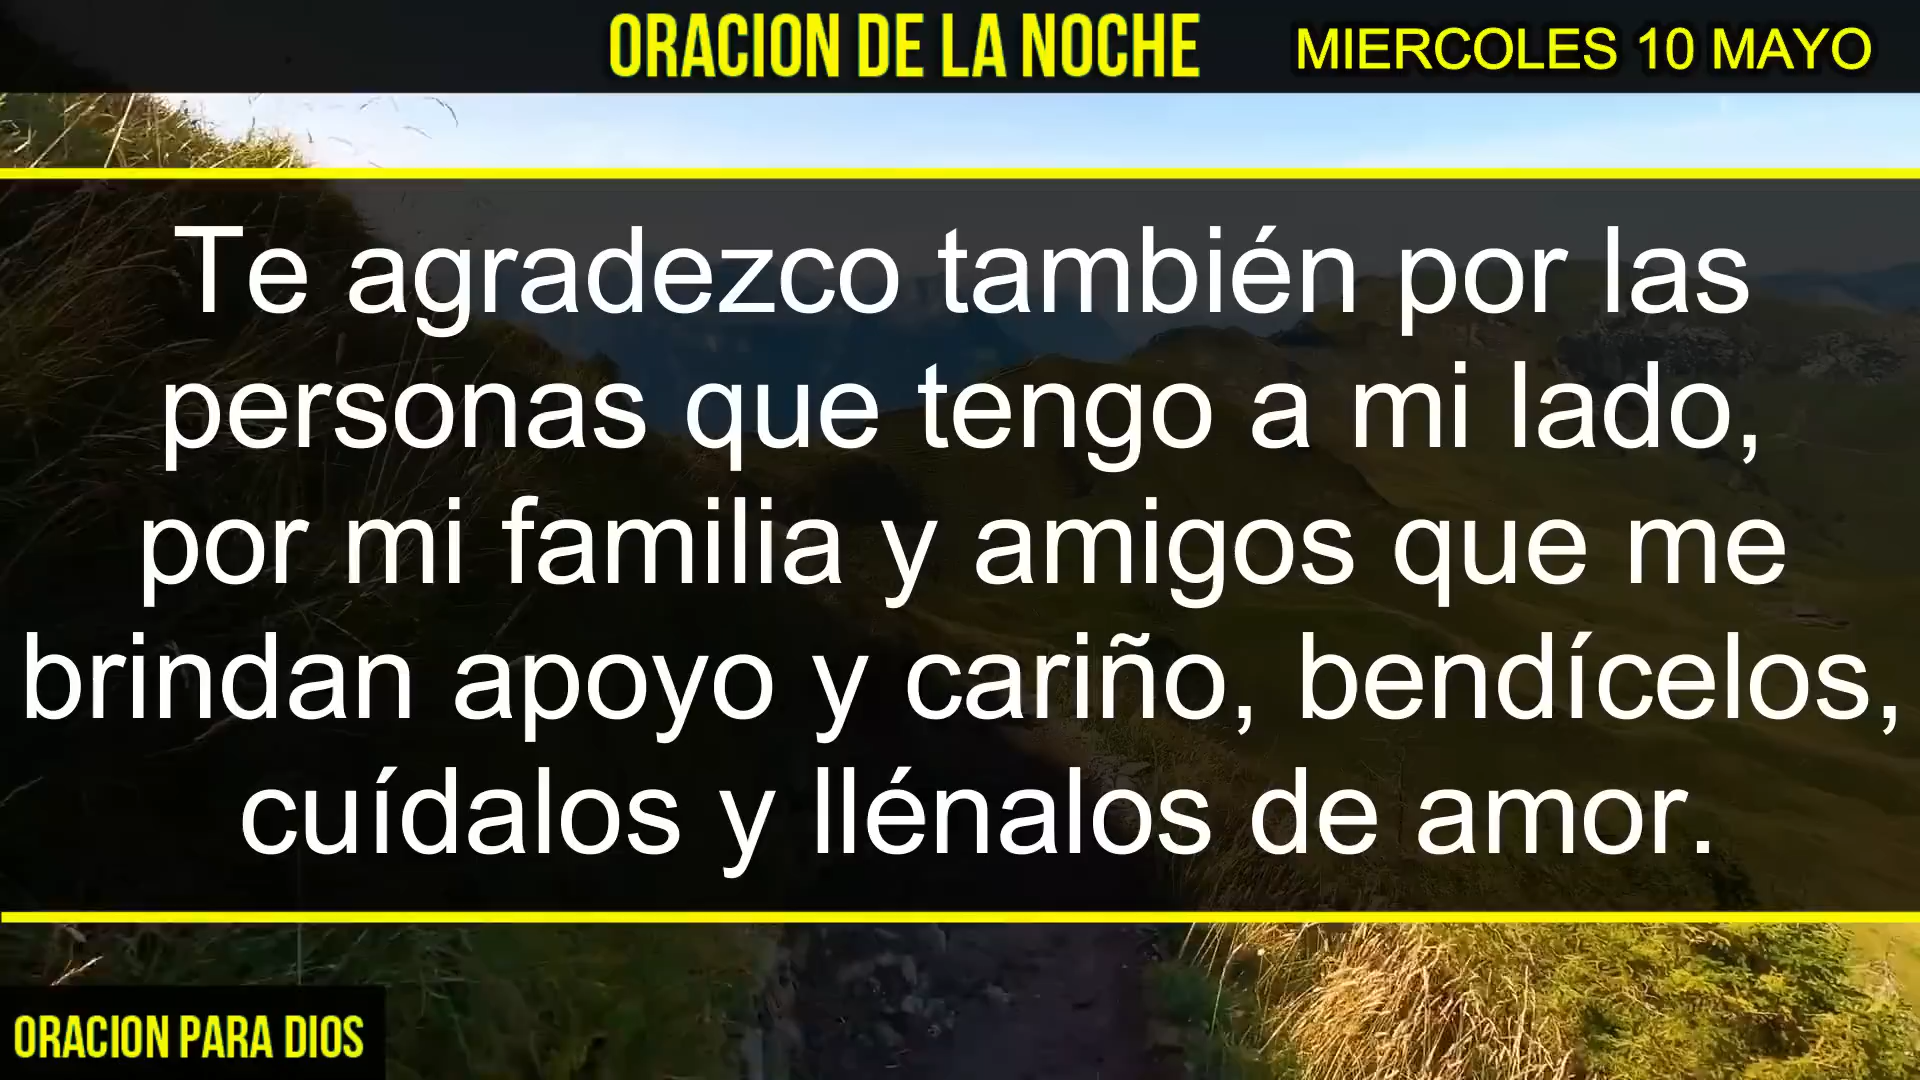 ORACION DE LA NOCHE
MIERCOLES 10 MAYO
Te agradezco también por las
personas que tengo a mi lado,
por mi familia y amigos que me
brindan apoyo y cariño, bendícelos,
cuídalos y llénalos de amor.
ORACION PARA DIOS